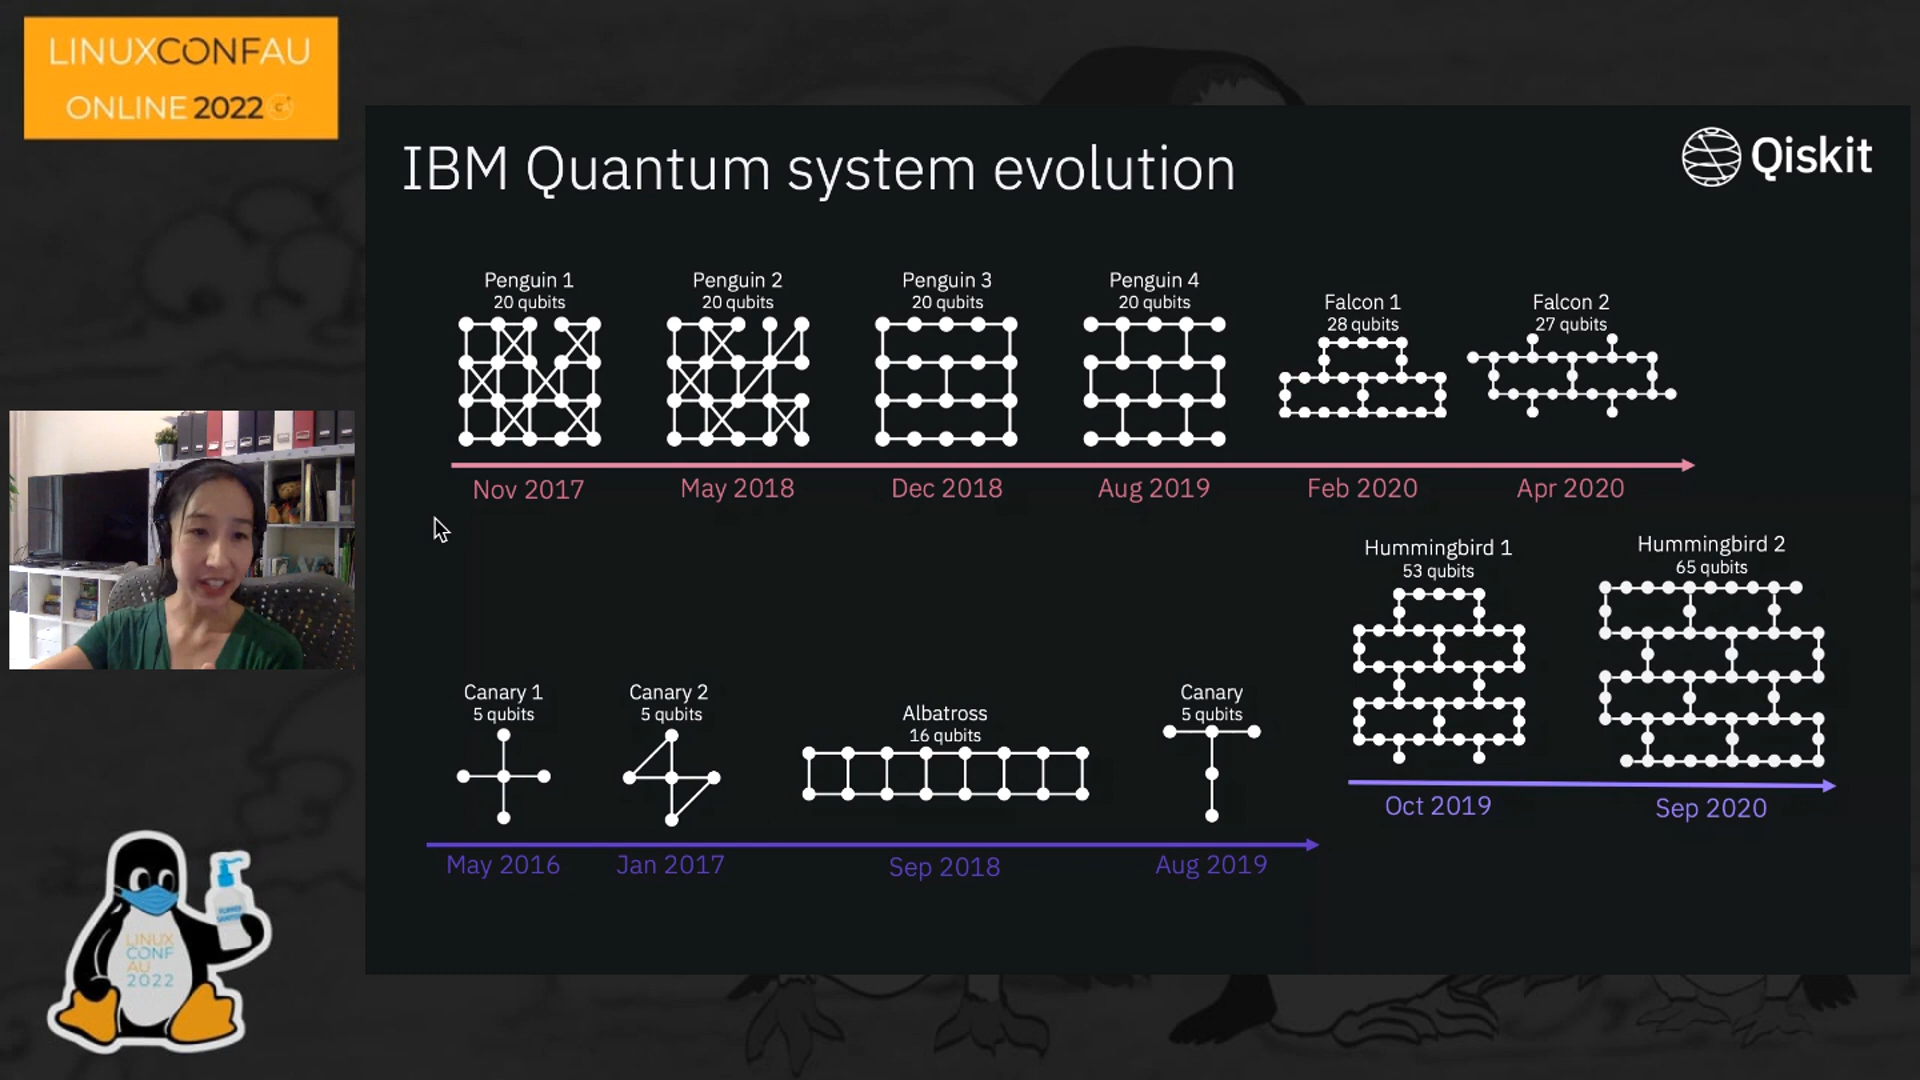 LINUXCONFAU
ONLINE 2022
IBM Quantum system evolution
Qiskit
Penguin 1
20 qubits
Penguin 2
20 qubits
Penguin 3
20 qubits
Penguin 4
20 qubits
Falcon 1
28 qubits
Falcon 2
27 qubits
Nov 2017
May 2018
Dec 2018
Aug 2019
Feb 2020
Apr 2020
Hummingbird 1
53 qubits
Hummingbird 2
65 qubits
Canary 1
5 qubits
Canary 2
5 qubits
Albatross
16 qubits
Canary
5 qubits
Oct 2019
Sep 2020
May 2016
Jan 2017
Sep 2018
Aug 2019
LINUX
CONF
AU
2022